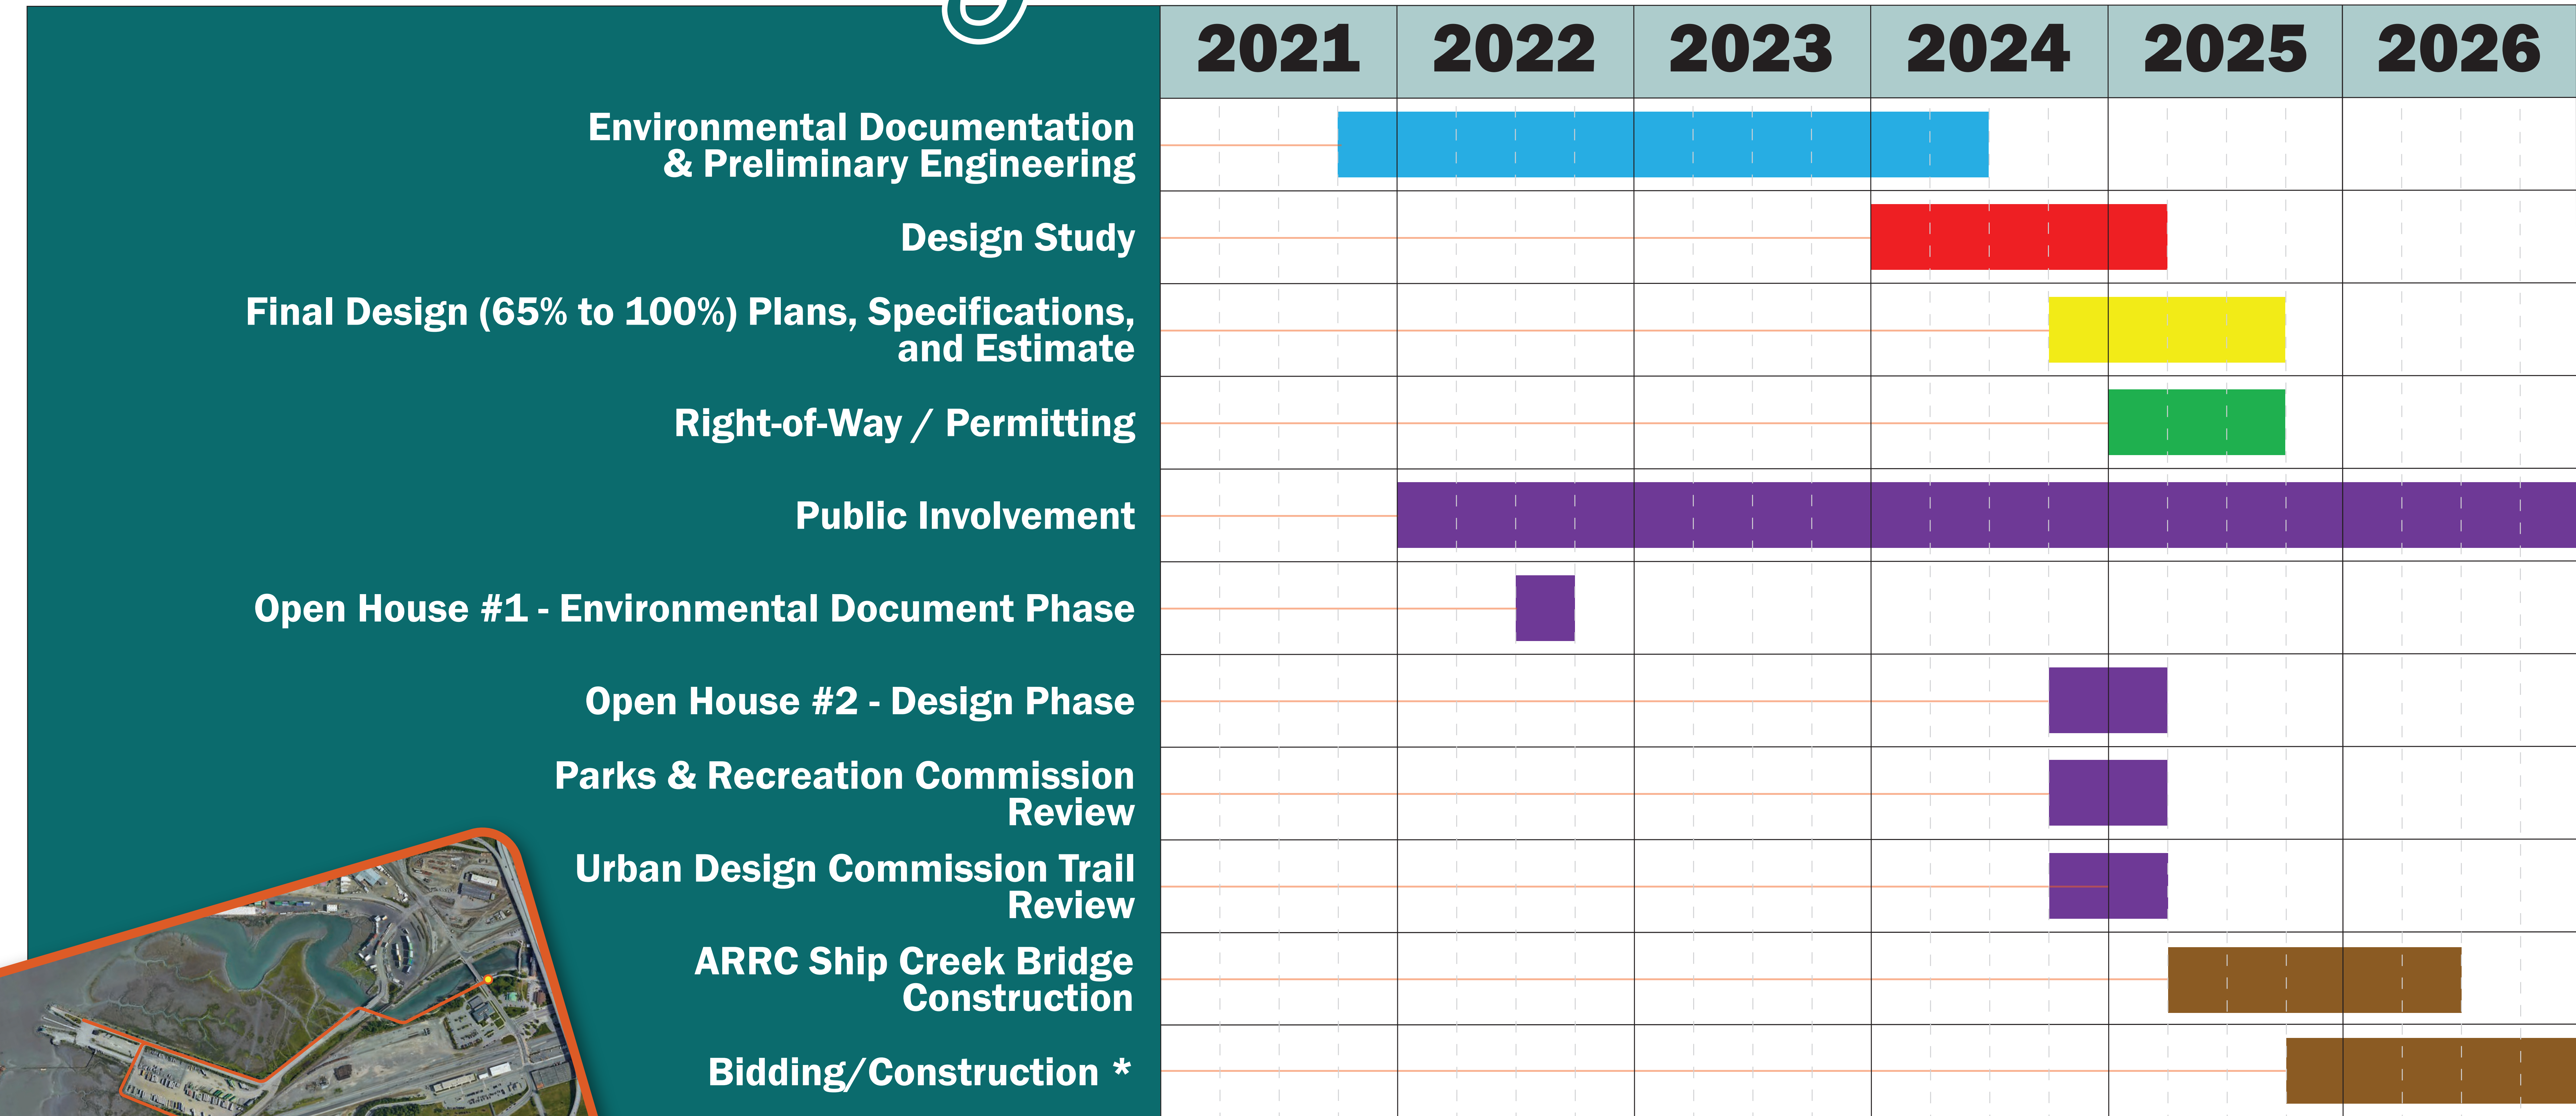 2021 2022 2023 2024 2025 2026
Environmental Documentation
& Preliminary Engineering
Design Study
Final Design (65% to 100%) Plans, Specifications,
and Estimate
Right-of-Way / Permitting
Public Involvement
Open House #1 - Environmental Document Phase
Open House #2 - Design Phase
Parks & Recreation Commission
Review
Urban Design Commission Trail
Review
ARRC Ship Creek Bridge
Construction
Bidding/Construction *